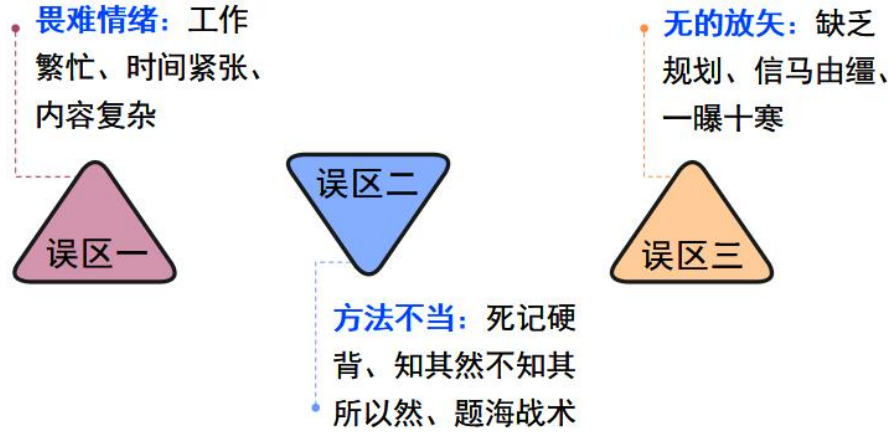 畏难情绪：工作
繁忙、时间紧张、
内容复杂
误区一
误区二
方法不当：死记硬
背、知其然不知其
所以然、题海战术
无的放矢：缺乏
规划、信马由缰、
一曝十寒
误区三